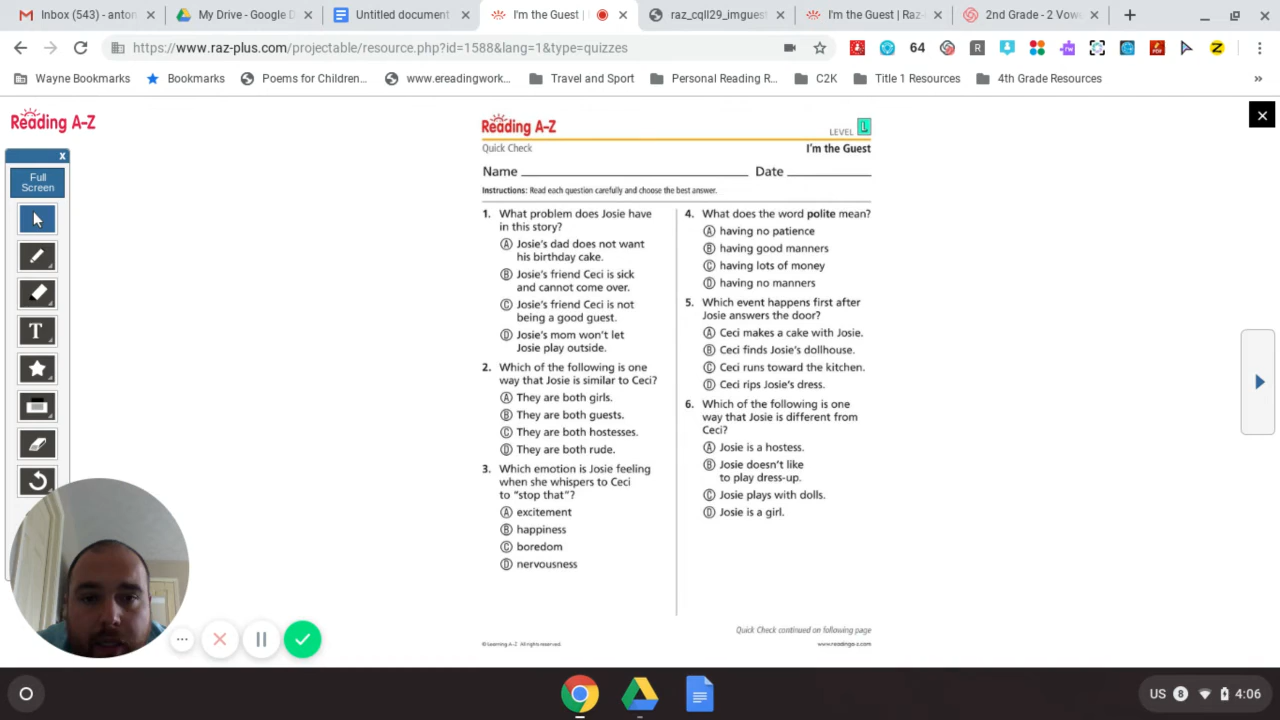 Inbox (543) - anton
My Drive - Google D
Untitled document
I'm the Guest |
raz_cqll29_imguest
I'm the Guest | Raz-
2nd Grade - 2 Vow
https://www.raz-plus.com/projectable/resource.php?id=1588&lang=1&type=quizzes
64
Wayne Bookmarks
Bookmarks
Poems for Children...
www.ereadingwork...
Travel and Sport
Personal Reading R...
C2K
Title 1 Resources
4th Grade Resources
»
Reading A-Z
x
Full
Screen
T
Reading A-Z
LEVEL L
Quick Check
I'm the Guest
Name ______ Date ______
Instructions: Read each question carefully and choose the best answer.
1. What problem does Josie have
in this story?
Ⓐ Josie's dad does not want
his birthday cake.
Ⓑ Josie's friend Ceci is sick
and cannot come over.
Ⓒ Josie's friend Ceci is not
being a good guest.
Ⓓ Josie's mom won't let
Josie play outside.
2. Which of the following is one
way that Josie is similar to Ceci?
Ⓐ They are both girls.
Ⓑ They are both guests.
Ⓒ They are both hostesses.
Ⓓ They are both rude.
3. Which emotion is Josie feeling
when she whispers to Ceci
to "stop that"?
Ⓐ excitement
Ⓑ happiness
Ⓒ boredom
Ⓓ nervousness
4. What does the word polite mean?
Ⓐ having no patience
Ⓑ having good manners
Ⓒ having lots of money
Ⓓ having no manners
5. Which event happens first after
Josie answers the door?
Ⓐ Ceci makes a cake with Josie.
Ⓑ Ceci finds Josie's dollhouse.
Ⓒ Ceci runs toward the kitchen.
Ⓓ Ceci rips Josie's dress.
6. Which of the following is one
way that Josie is different from
Ceci?
Ⓐ Josie is a hostess.
Ⓑ Josie doesn't like
to play dress-up.
Ⓒ Josie plays with dolls.
Ⓓ Josie is a girl.
Quick Check continued on following page
© Learning A–Z All rights reserved.
www.readinga-z.com
US 8 4:06